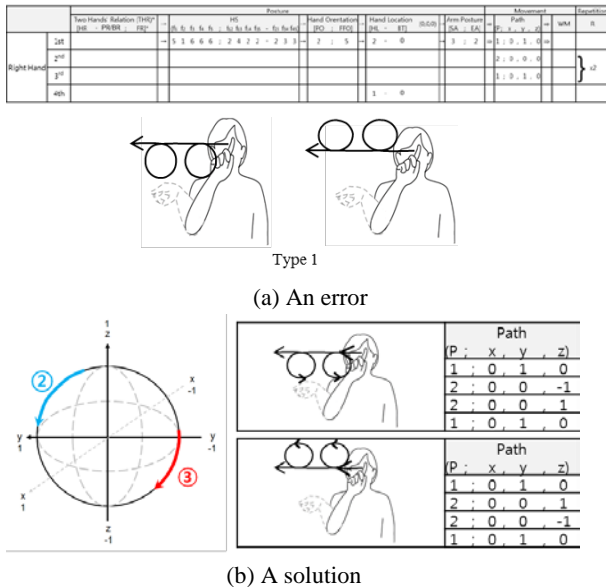 Posture Movement Repetition
Two Hands' Relation (THR)* HS Hand Orientation Hand Location (0,0,0) Arm Posture Path WM R
[HR - PR/BR ; FR]* [FO ; FFO] [HL - BT] [SA ; EA] [P ; x , y , z]
Right Hand
1st → 5 1 6 6 6 ; 2 4 2 2 - 2 3 3 → 2 ; 5 2 - 0 → 3 ; 2 ⇒ 1 ; 0 , 1 , 0 ⇒
2nd 2 ; 0 , 0 , 0
3rd 1 ; 0 , 1 , 0 } x2
4th 1 - 0
Type 1
(a) An error
1
z
x
-1
②
y
1
y
-1
③
x
1
z
-1
Path
(P ; x , y , z)
1 ; 0 , 1 , 0
2 ; 0 , 0 , -1
2 ; 0 , 0 , 1
1 ; 0 , 1 , 0
Path
(P ; x , y , z)
1 ; 0 , 1 , 0
2 ; 0 , 0 , 1
2 ; 0 , 0 , -1
1 ; 0 , 1 , 0
(b) A solution